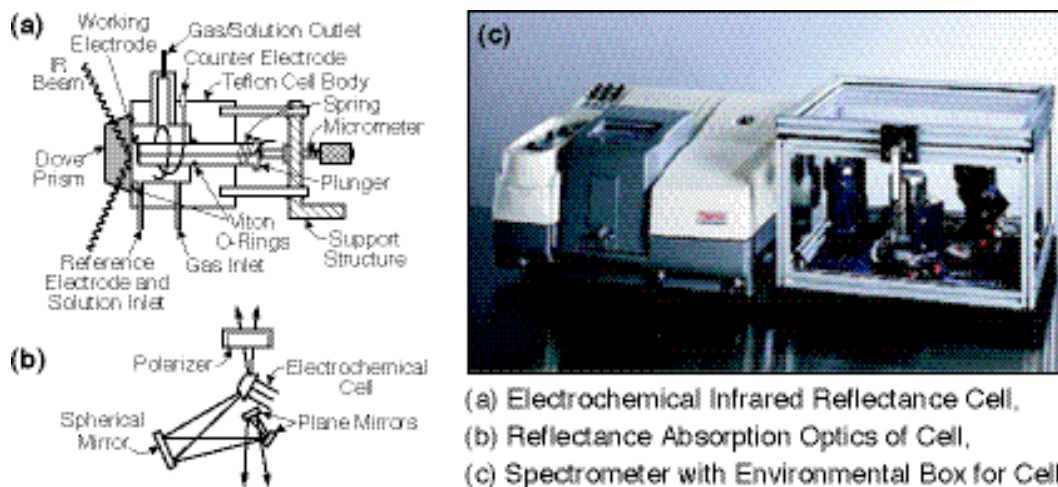 (a)
Working
Electrode
Gas/Solution Outlet
Counter Electrode
Teflon Cell Body
Spring
Micrometer
IR
Beam
Dove
Prism
Plunger
Viton
O-Rings
Support
Structure
Gas Inlet
Reference
Electrode and
Solution Inlet
(b)
Polarizer
Electrochemical
Cell
Spherical
Mirror
Plane Mirrors
(c)
(a) Electrochemical Infrared Reflectance Cell,
(b) Reflectance Absorption Optics of Cell,
(c) Spectrometer with Environmental Box for Cell